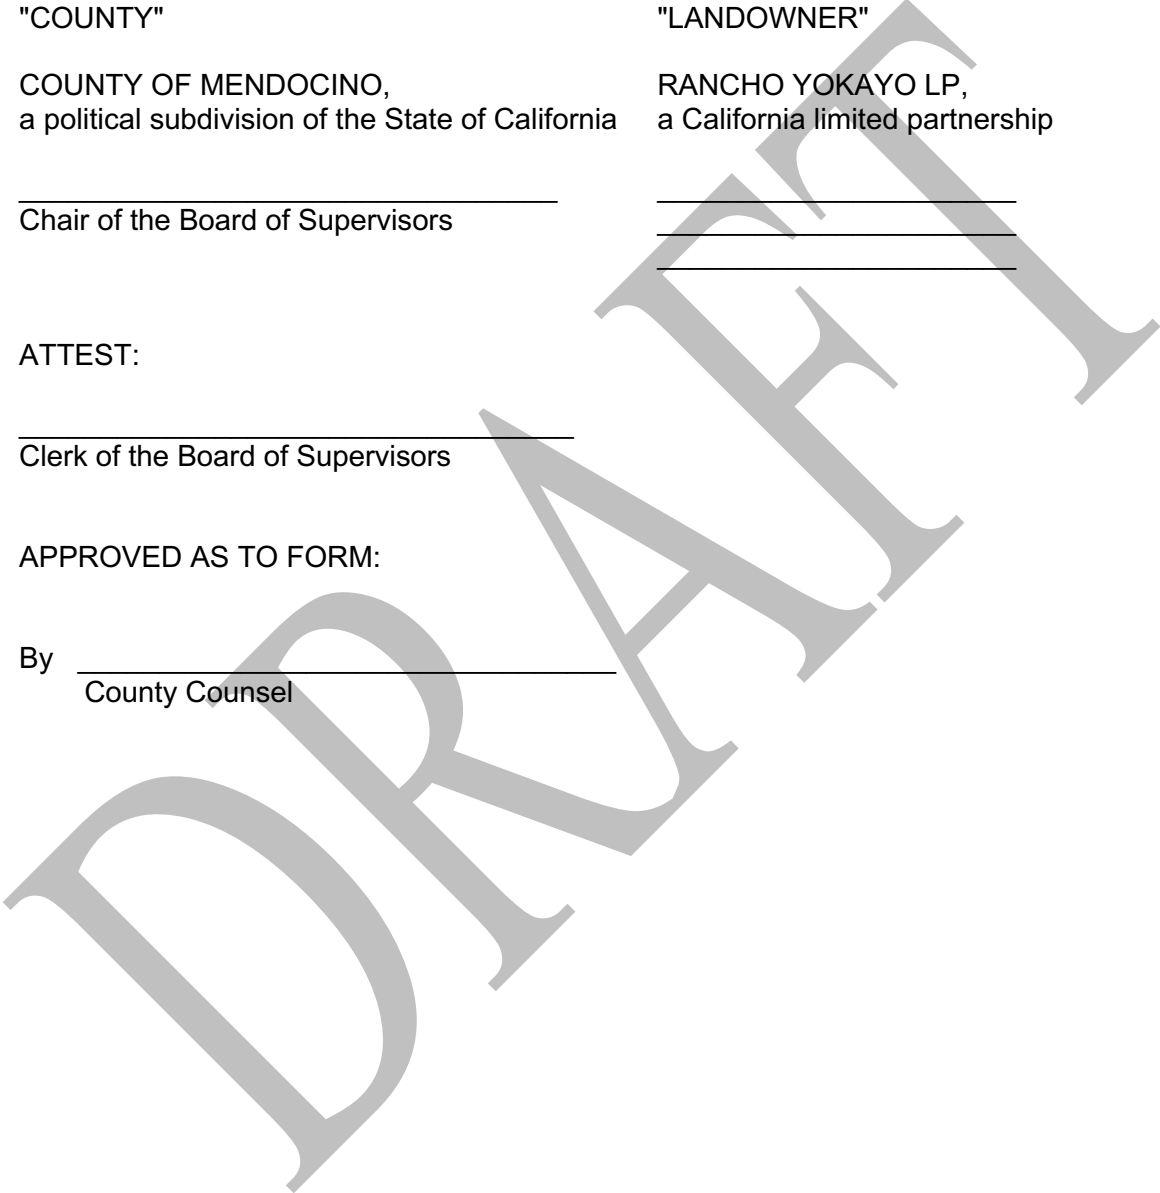 "COUNTY"
COUNTY OF MENDOCINO,
a political subdivision of the State of California
Chair of the Board of Supervisors
"LANDOWNER"
RANCHO YOKAYO LP,
a California limited partnership
ATTEST:
Clerk of the Board of Supervisors
APPROVED AS TO FORM:
By
County Counsel
DRAFT